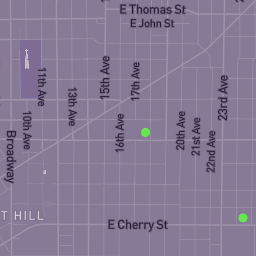 E Thomas St
E John St
11th Ave
10th Ave
13th Ave
15th Ave
17th Ave
16th Ave
20th Ave
21st Ave
22nd Ave
23rd Ave
Broadway
T HILL
E Cherry St